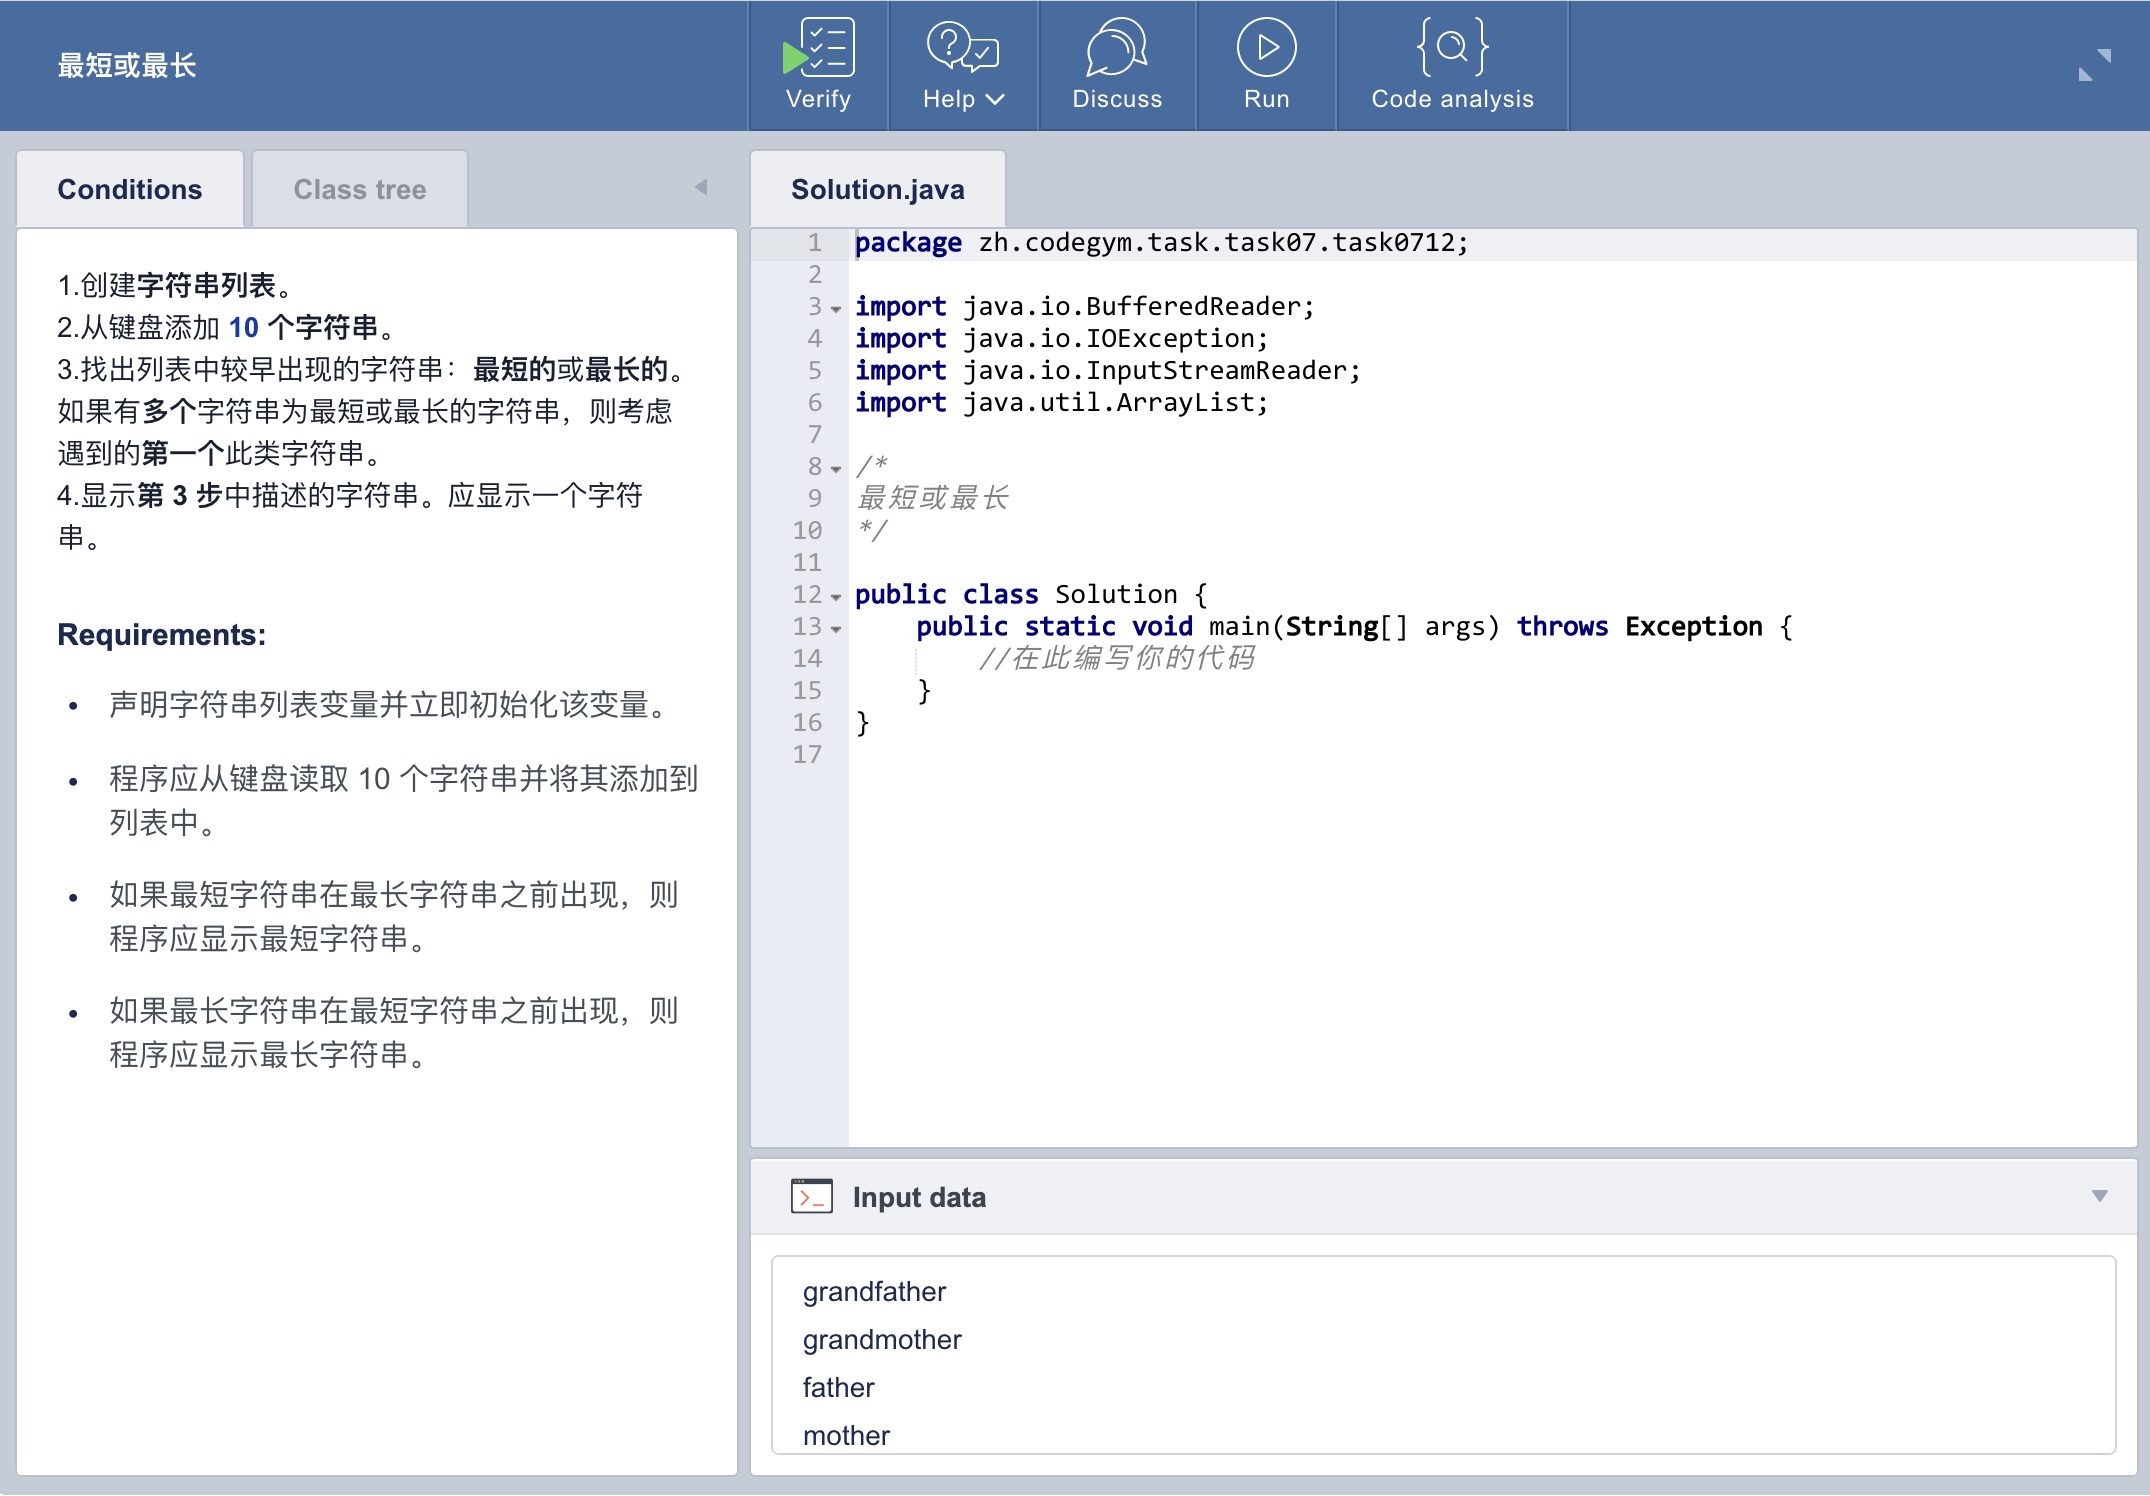 最短或最长
Verify
Help
Discuss
Run
Code analysis
Conditions
Class tree
1.创建字符串列表。
2.从键盘添加 10 个字符串。
3.找出列表中较早出现的字符串：最短的或最长的。
如果有多个字符串为最短或最长的字符串，则考虑
遇到的第一个此类字符串。
4.显示第 3 步中描述的字符串。应显示一个字符
串。
Requirements:
• 声明字符串列表变量并立即初始化该变量。
• 程序应从键盘读取 10 个字符串并将其添加到
列表中。
• 如果最短字符串在最长字符串之前出现，则
程序应显示最短字符串。
• 如果最长字符串在最短字符串之前出现，则
程序应显示最长字符串。
Solution.java
1 package zh.codegym.task.task07.task0712;
2
3 import java.io.BufferedReader;
4 import java.io.IOException;
5 import java.io.InputStreamReader;
6 import java.util.ArrayList;
7
8 /*
9 最短或最长
10 */
11
12 public class Solution {
13     public static void main(String[] args) throws Exception {
14         //在此编写你的代码
15     }
16 }
17
Input data
grandfather
grandmother
father
mother